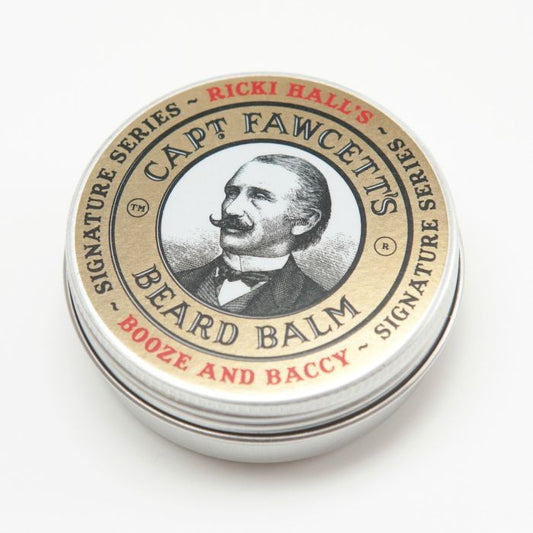 ~ RICKI HALL'S ~
SIGNATURE SERIES
SIGNATURE SERIES
CAPT FAWCETT'S
TM
R
BEARD BALM
~ BOOZE AND BACCY ~